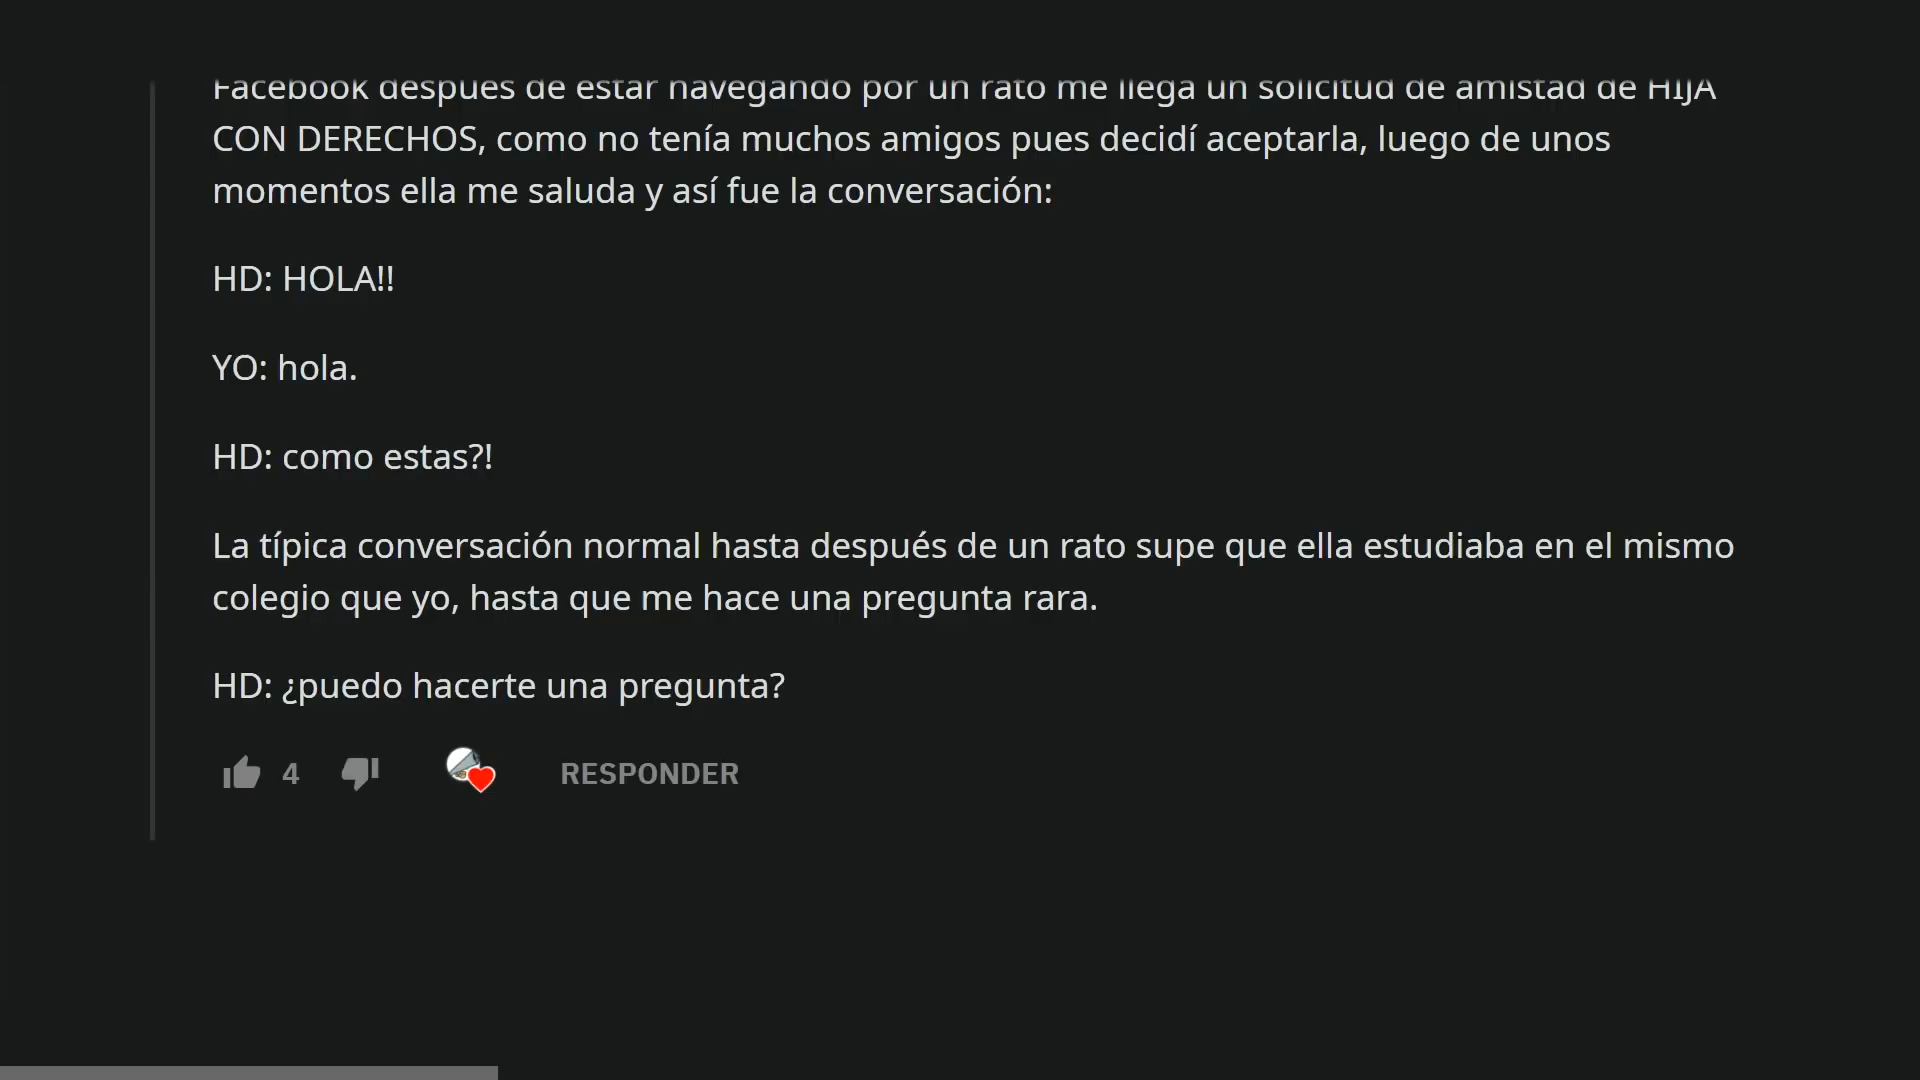 Facebook después de estar navegando por un rato me llega un solicitud de amistad de HIJA
CON DERECHOS, como no tenía muchos amigos pues decidí aceptarla, luego de unos
momentos ella me saluda y así fue la conversación:
HD: HOLA!!
YO: hola.
HD: como estas?!
La típica conversación normal hasta después de un rato supe que ella estudiaba en el mismo
colegio que yo, hasta que me hace una pregunta rara.
HD: ¿puedo hacerte una pregunta?
4 RESPONDER